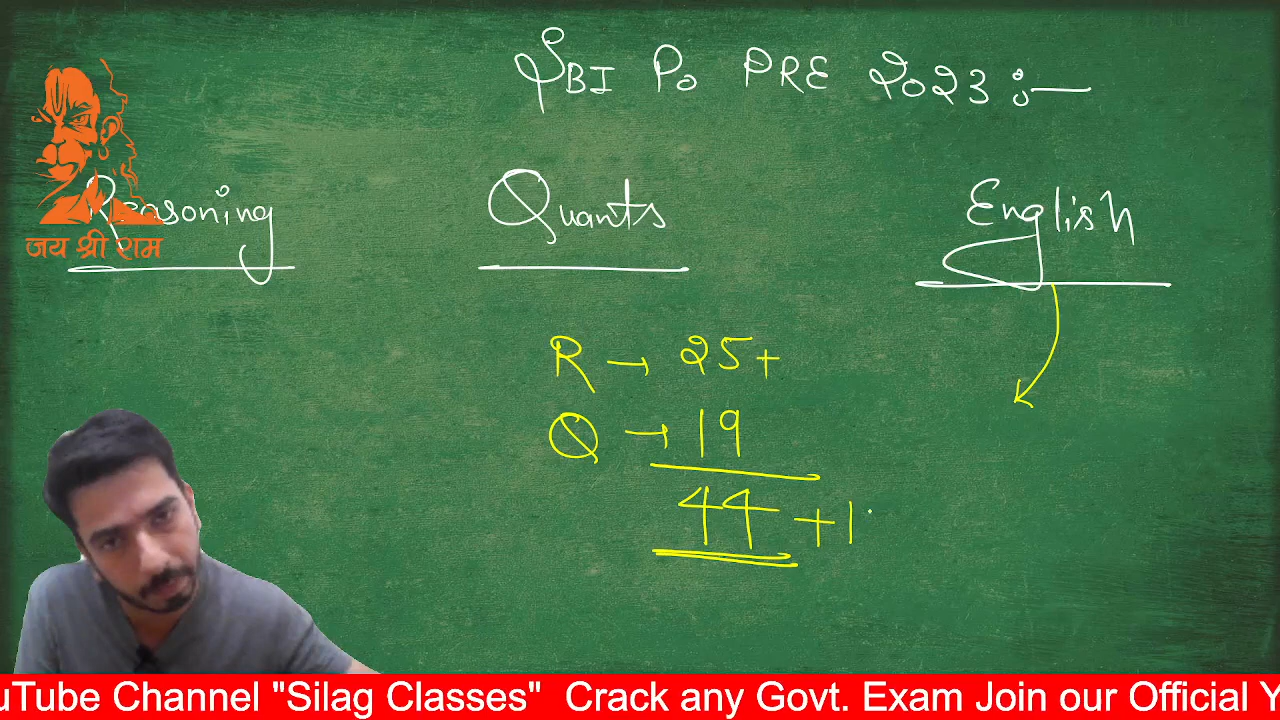 SBI PO PRE 2023 :—
Reasoning
Quants
English
जय श्री राम
R → 25+
Q → 19
44 + 1
uTube Channel "Silag Classes" Crack any Govt. Exam Join our Official Y